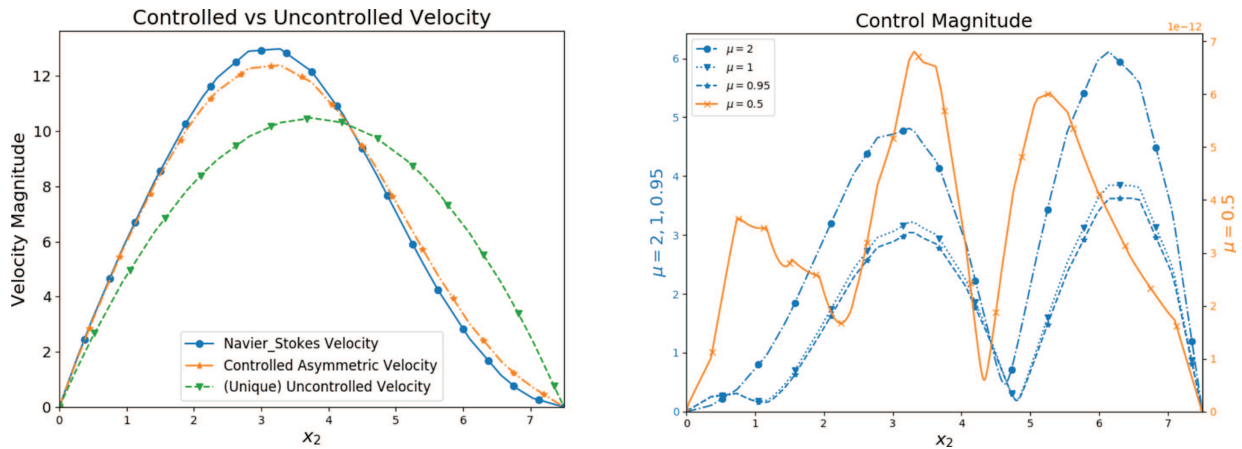 Controlled vs Uncontrolled Velocity
Velocity Magnitude
12
10
8
6
4
2
0
Navier_Stokes Velocity
Controlled Asymmetric Velocity
(Unique) Uncontrolled Velocity
0 1 2 3 4 5 6 7
x₂
Control Magnitude
1e−12
μ = 2, 1, 0.95
6
5
4
3
2
1
0
μ = 2
μ = 1
μ = 0.95
μ = 0.5
7
6
5
4
3
2
1
0
μ = 0.5
0 1 2 3 4 5 6 7
x₂